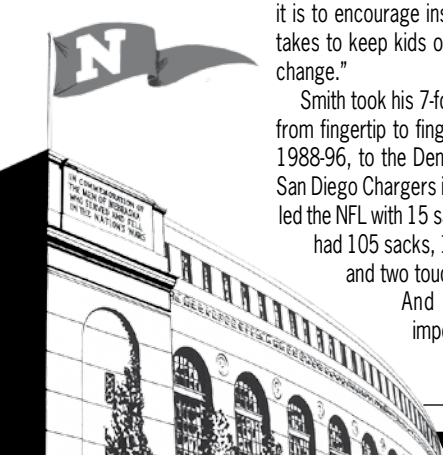 N
IN COMMEMORATION OF
THE MEN OF NEBRASKA
WHO SERVED AND FELL
IN THE NATION'S WARS
it is to encourage ins
takes to keep kids o
change.”
Smith took his 7-fo
from fingertip to fing
1988-96, to the Den
San Diego Chargers i
led the NFL with 15 s
had 105 sacks, 1
and two touc
And
impo